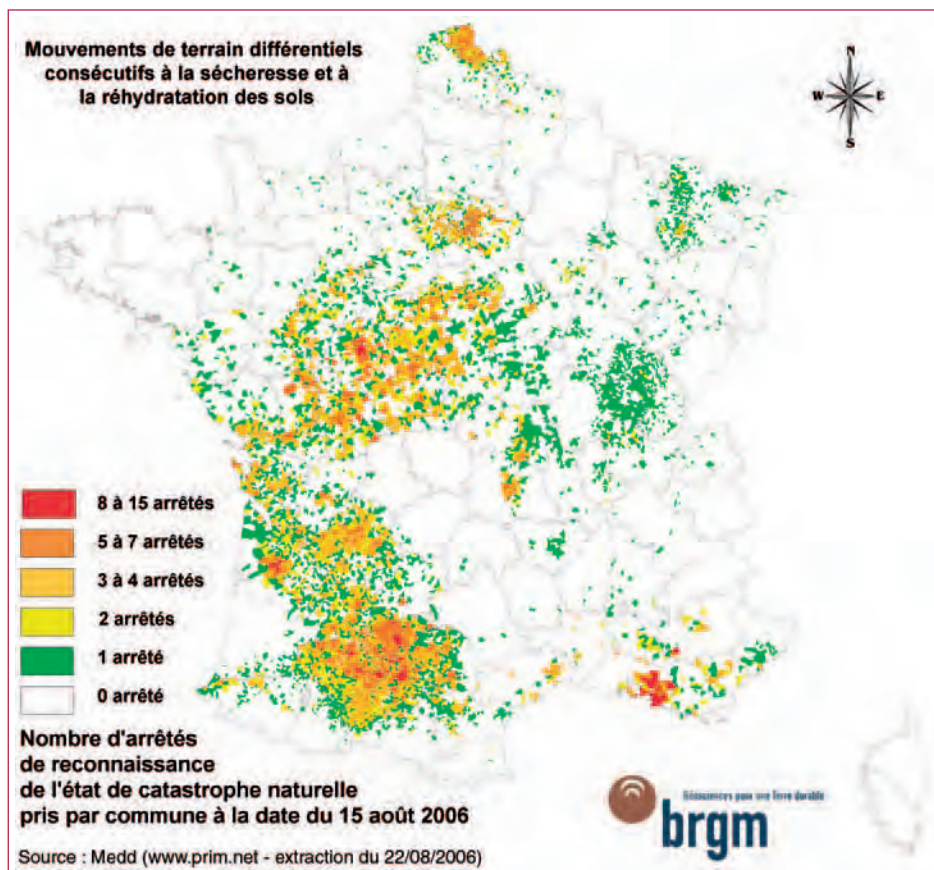 Mouvements de terrain différentiels
consécutifs à la sécheresse et à
la réhydratation des sols
N
W
E
S
8 à 15 arrêtés
5 à 7 arrêtés
3 à 4 arrêtés
2 arrêtés
1 arrêté
0 arrêté
Nombre d'arrêtés
de reconnaissance
de l'état de catastrophe naturelle
pris par commune à la date du 15 août 2006
Géosciences pour une Terre durable
brgm
Source : Medd (www.prim.net - extraction du 22/08/2006)